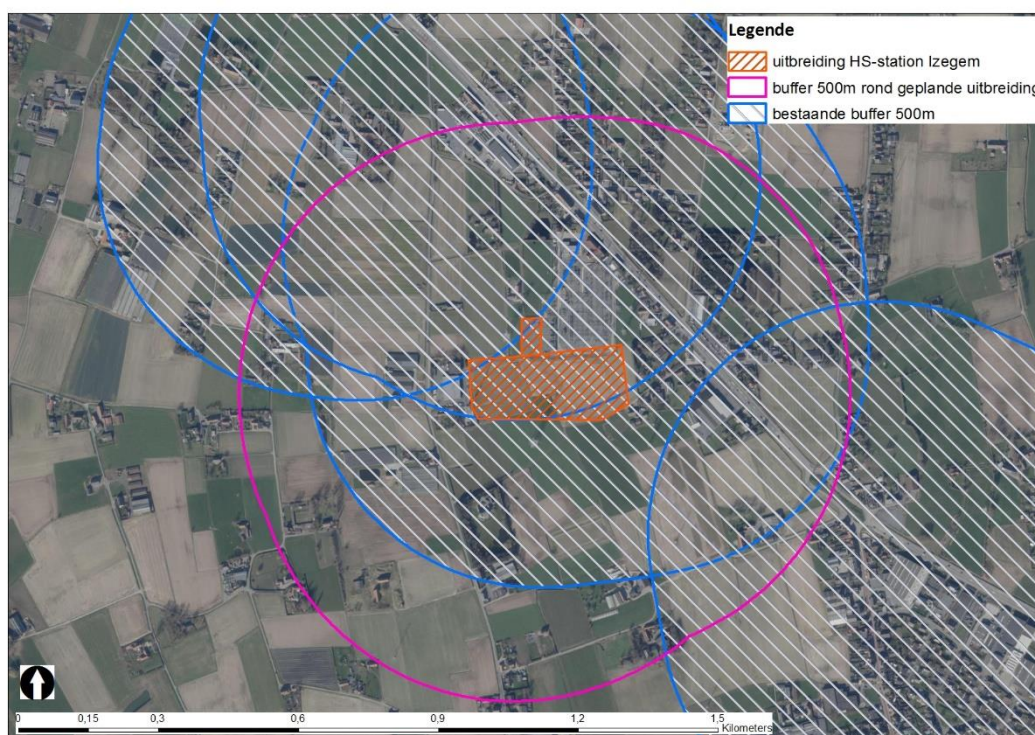 Legende
uitbreiding HS-station Izegem
buffer 500m rond geplande uitbreiding
bestaande buffer 500m
0 0,15 0,3 0,6 0,9 1,2 1,5
Kilometers